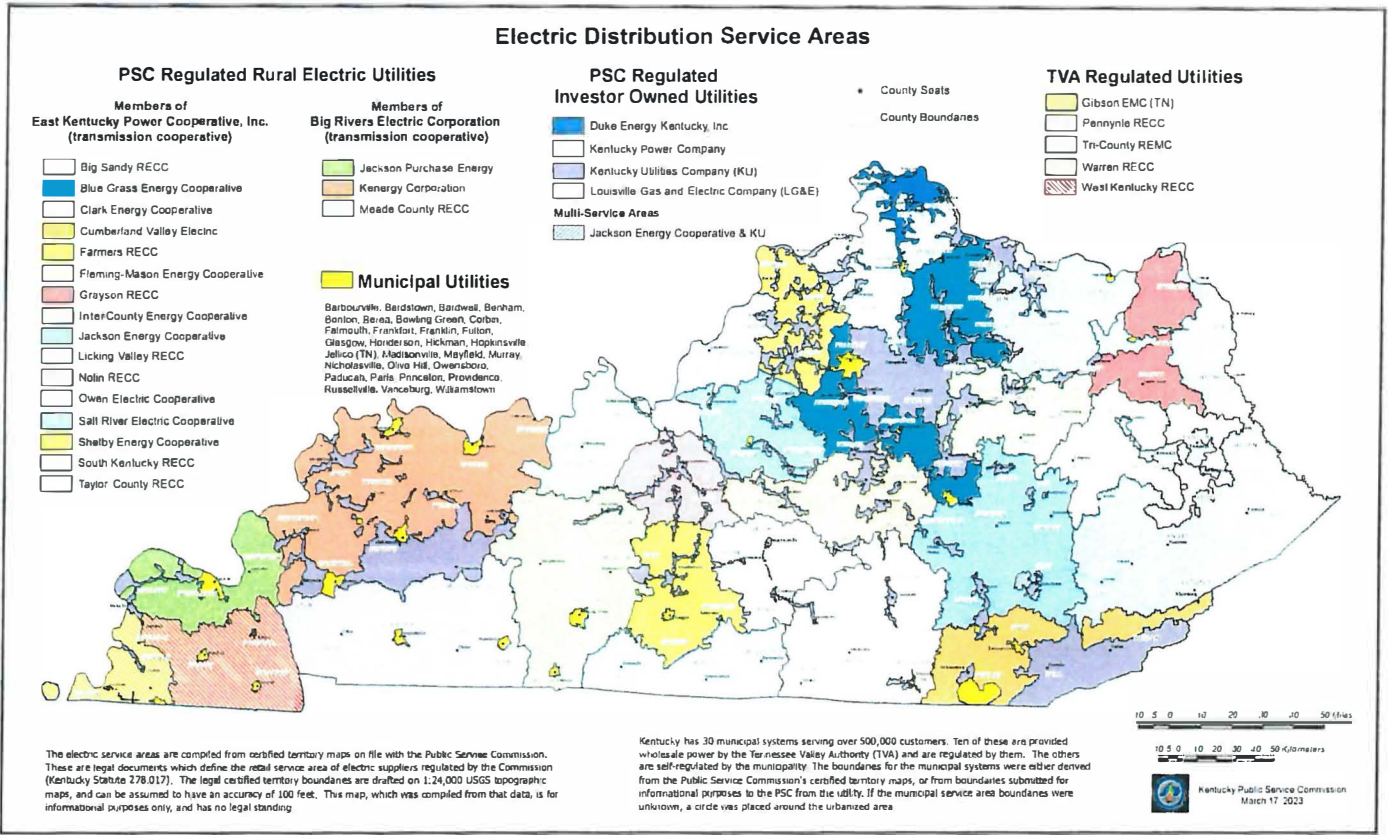 Electric Distribution Service Areas
PSC Regulated Rural Electric Utilities
Members of
East Kentucky Power Cooperative, Inc.
(transmission cooperative)
Big Sandy RECC
Blue Grass Energy Cooperative
Clark Energy Cooperative
Cumberland Valley Electric
Farmers RECC
Fleming-Mason Energy Cooperative
Grayson RECC
InterCounty Energy Cooperative
Jackson Energy Cooperative
Licking Valley RECC
Nolin RECC
Owen Electric Cooperative
Salt River Electric Cooperative
Shelby Energy Cooperative
South Kentucky RECC
Taylor County RECC
Members of
Big Rivers Electric Corporation
(transmission cooperative)
Jackson Purchase Energy
Kenergy Corporation
Meade County RECC
Municipal Utilities
Barbourville, Bardstown, Bardwell, Benham,
Benton, Berea, Bowling Green, Corbin,
Falmouth, Frankfort, Franklin, Fulton,
Glasgow, Henderson, Hickman, Hopkinsville
Jellico (TN), Madisonville, Mayfield, Murray,
Nicholasville, Olive Hill, Owensboro,
Paducah, Paris, Princeton, Providence,
Russellville, Vanceburg, Williamstown
PSC Regulated
Investor Owned Utilities
Duke Energy Kentucky, Inc
Kentucky Power Company
Kentucky Utilities Company (KU)
Louisville Gas and Electric Company (LG&E)
Multi-Service Areas
Jackson Energy Cooperative & KU
County Seats
County Boundaries
TVA Regulated Utilities
Gibson EMC (TN)
Pennyrile RECC
Tri-County REMC
Warren RECC
West Kentucky RECC
The electric service areas are compiled from certified territory maps on file with the Public Service Commission.
These are legal documents which define the retail service area of electric suppliers regulated by the Commission
(Kentucky Statute 278.017). The legal certified territory boundaries are drafted on 1:24,000 USGS topographic
maps, and can be assumed to have an accuracy of 100 feet. This map, which was compiled from that data, is for
informational purposes only, and has no legal standing
Kentucky has 30 municipal systems serving over 500,000 customers. Ten of these are provided
wholesale power by the Tennessee Valley Authority (TVA) and are regulated by them. The others
are self-regulated by the municipality. The boundaries for the municipal systems were either derived
from the Public Service Commission's certified territory maps, or from boundaries submitted for
informational purposes to the PSC from the utility. If the municipal service area boundaries were
unknown, a circle was placed around the urbanized area
10 5 0 10 20 30 40 50 Miles
10 5 0 10 20 30 40 50 Kilometers
Kentucky Public Service Commission
March 17 2023